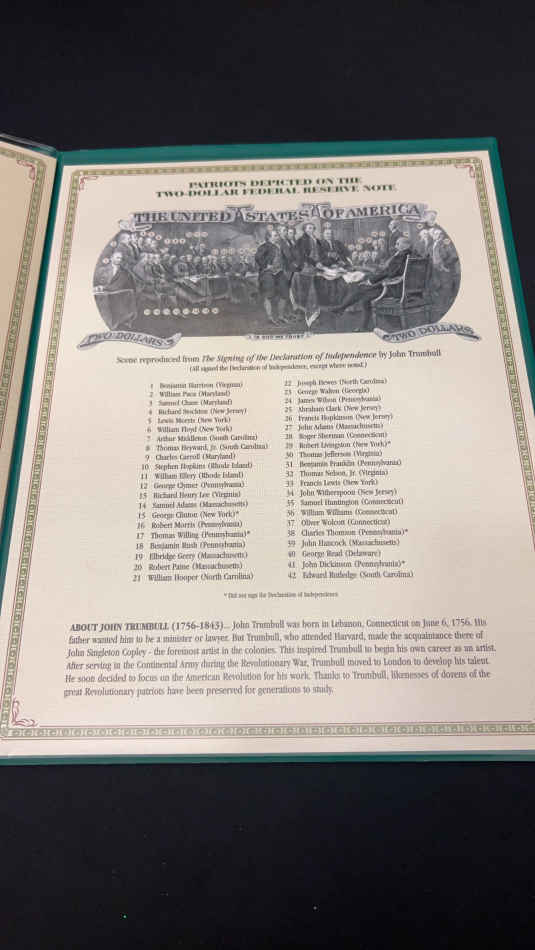 PATRIOTS DEPICTED ON THE
TWO-DOLLAR FEDERAL RESERVE NOTE
THE UNITED STATES OF AMERICA
TWO DOLLARS
IN GOD WE TRUST
TWO DOLLARS
Scene reproduced from The Signing of the Declaration of Independence by John Trumbull
(All signed the Declaration of Independence, except where noted.)
1 Benjamin Harrison (Virginia)
2 William Paca (Maryland)
3 Samuel Chase (Maryland)
4 Richard Stockton (New Jersey)
5 Lewis Morris (New York)
6 William Floyd (New York)
7 Arthur Middleton (South Carolina)
8 Thomas Heyward, Jr. (South Carolina)
9 Charles Carroll (Maryland)
10 Stephen Hopkins (Rhode Island)
11 William Ellery (Rhode Island)
12 George Clymer (Pennsylvania)
13 Richard Henry Lee (Virginia)
14 Samuel Adams (Massachusetts)
15 George Clinton (New York)*
16 Robert Morris (Pennsylvania)
17 Thomas Willing (Pennsylvania)*
18 Benjamin Rush (Pennsylvania)
19 Elbridge Gerry (Massachusetts)
20 Robert Paine (Massachusetts)
21 William Hooper (North Carolina)
22 Joseph Hewes (North Carolina)
23 George Walton (Georgia)
24 James Wilson (Pennsylvania)
25 Abraham Clark (New Jersey)
26 Francis Hopkinson (New Jersey)
27 John Adams (Massachusetts)
28 Roger Sherman (Connecticut)
29 Robert Livingston (New York)*
30 Thomas Jefferson (Virginia)
31 Benjamin Franklin (Pennsylvania)
32 Thomas Nelson, Jr. (Virginia)
33 Francis Lewis (New York)
34 John Witherspoon (New Jersey)
35 Samuel Huntington (Connecticut)
36 William Williams (Connecticut)
37 Oliver Wolcott (Connecticut)
38 Charles Thomson (Pennsylvania)*
39 John Hancock (Massachusetts)
40 George Read (Delaware)
41 John Dickinson (Pennsylvania)*
42 Edward Rutledge (South Carolina)
* Did not sign the Declaration of Independence
ABOUT JOHN TRUMBULL (1756-1843)... John Trumbull was born in Lebanon, Connecticut on June 6, 1756. His
father wanted him to be a minister or lawyer. But Trumbull, who attended Harvard, made the acquaintance there of
John Singleton Copley - the foremost artist in the colonies. This inspired Trumbull to begin his own career as an artist.
After serving in the Continental Army during the Revolutionary War, Trumbull moved to London to develop his talent.
He soon decided to focus on the American Revolution for his work. Thanks to Trumbull, likenesses of dozens of the
great Revolutionary patriots have been preserved for generations to study.